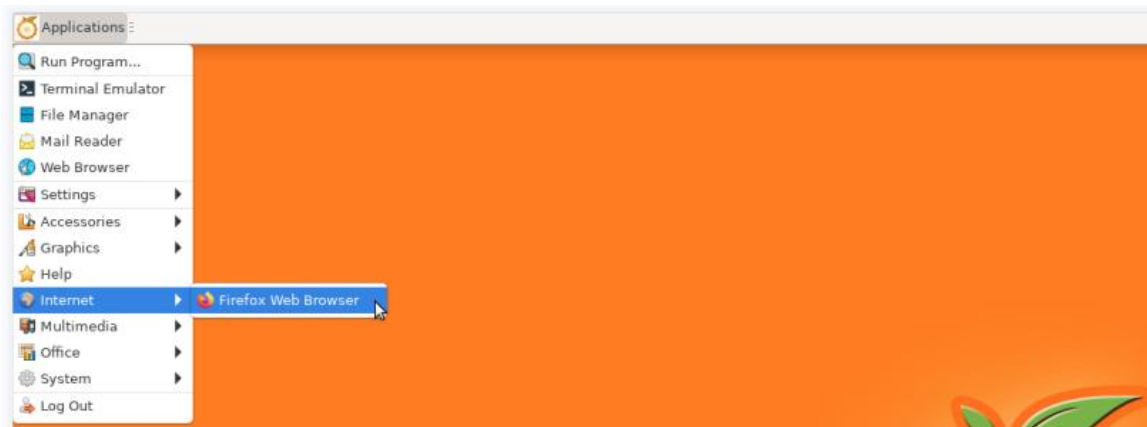 Applications
Run Program...
Terminal Emulator
File Manager
Mail Reader
Web Browser
Settings
Accessories
Graphics
Help
Internet
Firefox Web Browser
Multimedia
Office
System
Log Out